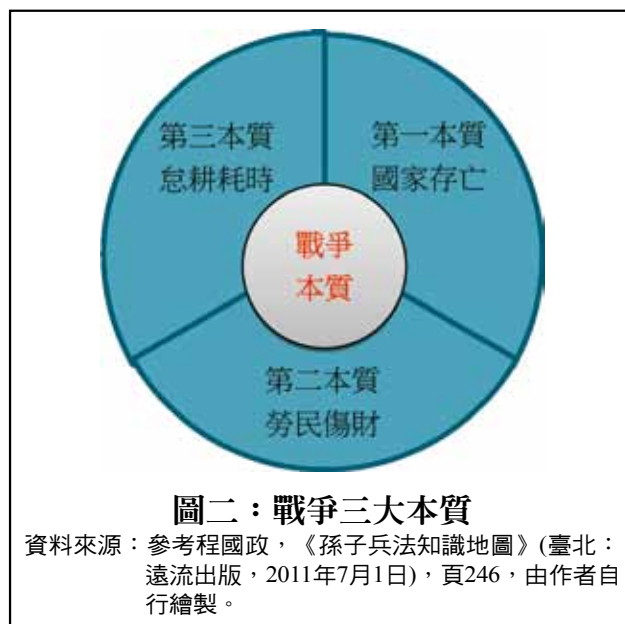 第三本質
怠耕耗時
第一本質
國家存亡
戰爭
本質
第二本質
勞民傷財
圖二：戰爭三大本質
資料來源：參考程國政，《孫子兵法知識地圖》(臺北：
遠流出版，2011年7月1日)，頁246，由作者自
行繪製。